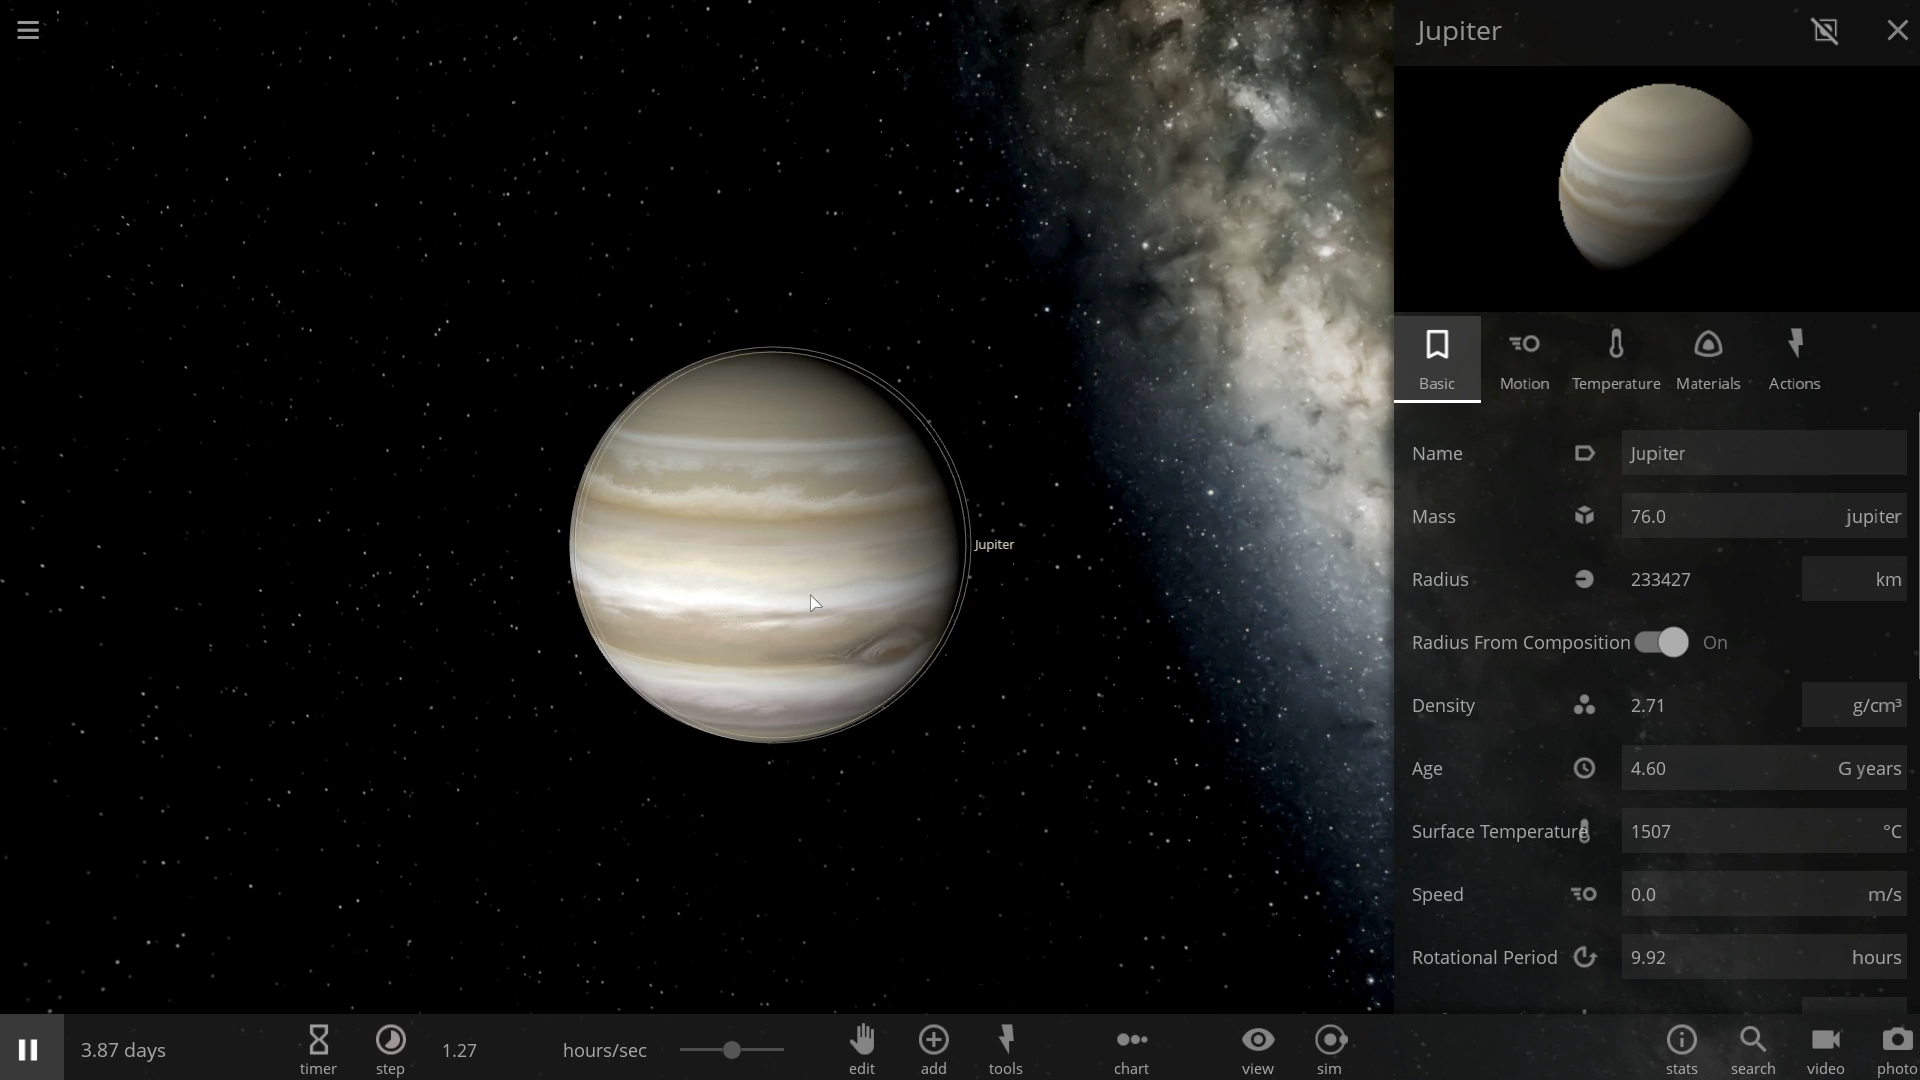 Jupiter
Jupiter
Basic
Motion
Temperature
Materials
Actions
Name Jupiter
Mass 76.0 jupiter
Radius 233427 km
Radius From Composition On
Density 2.71 g/cm³
Age 4.60 G years
Surface Temperature 1507 °C
Speed 0.0 m/s
Rotational Period 9.92 hours
3.87 days
timer
step
1.27 hours/sec
edit
add
tools
chart
view
sim
stats
search
video
photo